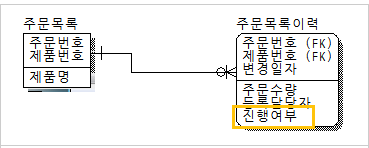 주문목록
주문번호
제품번호
제품명
주문목록이력
주문번호 (FK)
제품번호 (FK)
변경일자
주문수량
등록담당자
진행여부